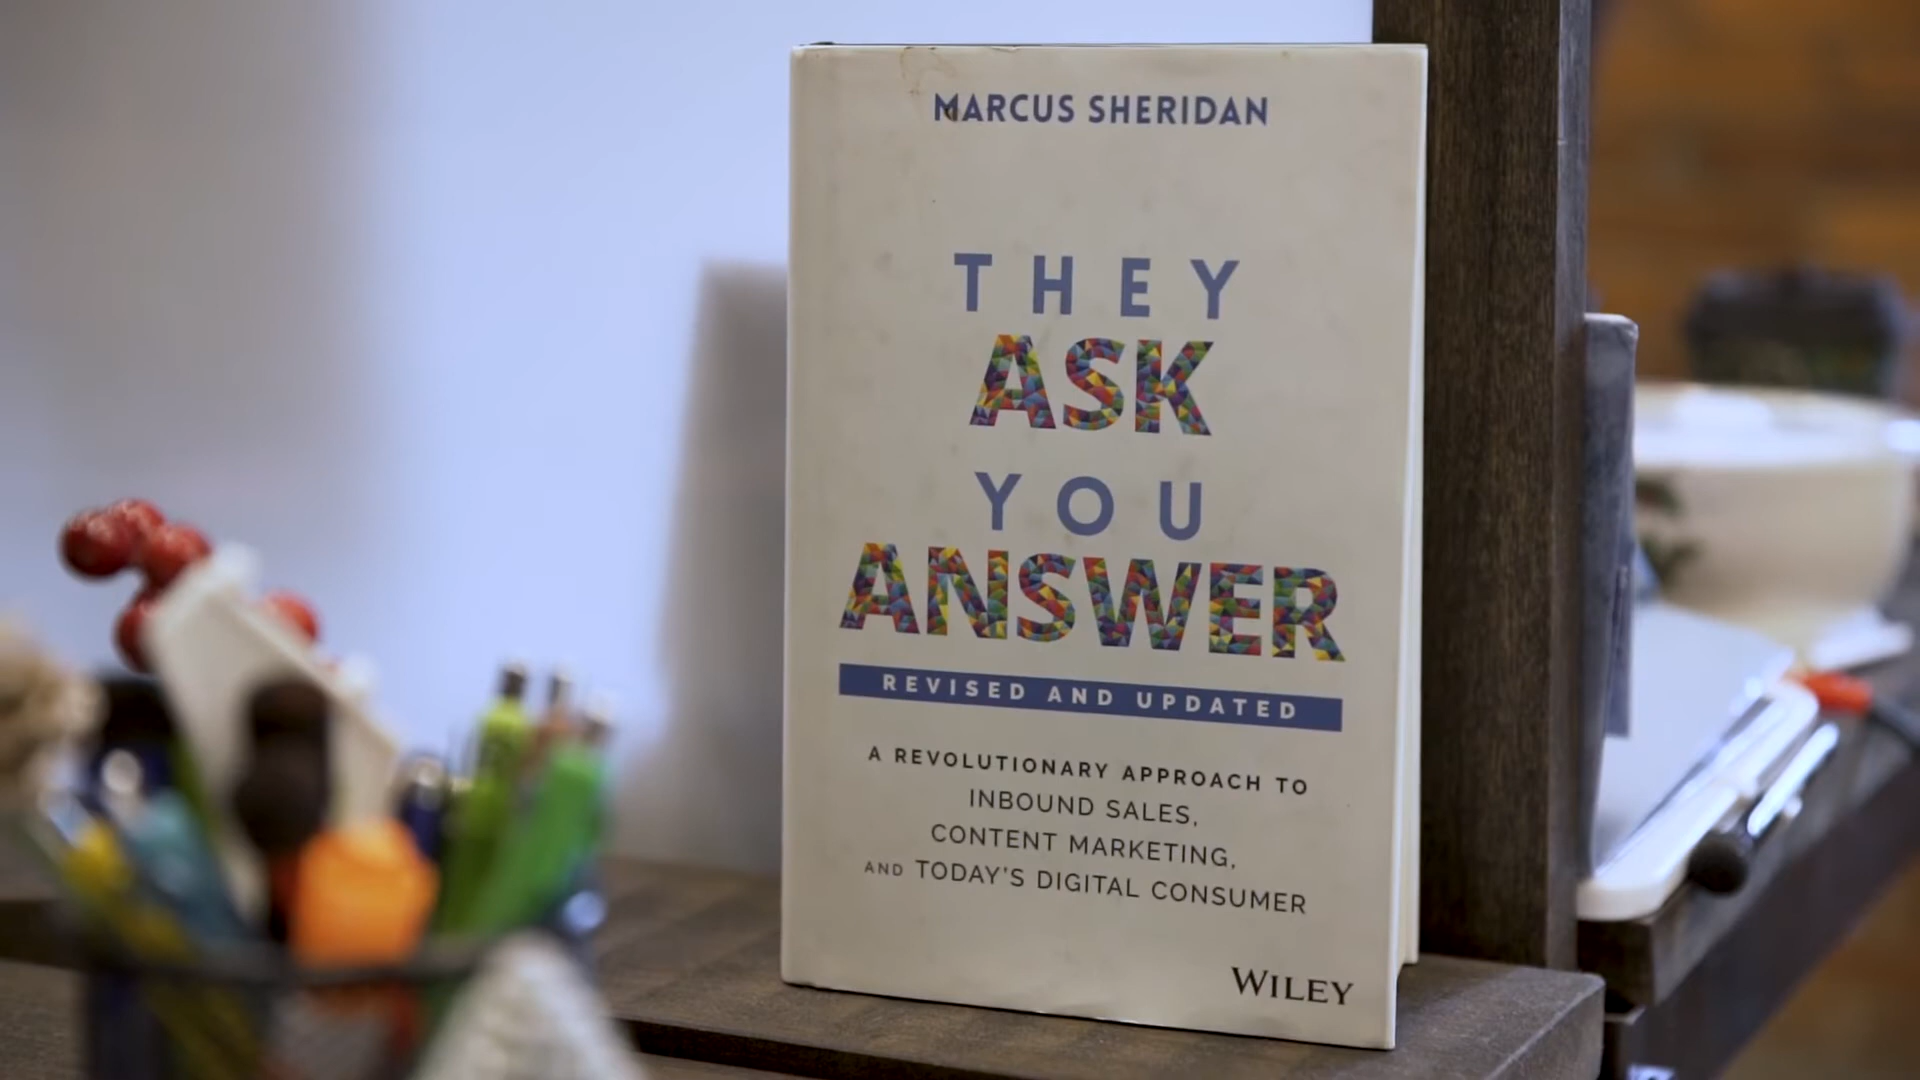 MARCUS SHERIDAN
THEY
ASK
YOU
ANSWER
REVISED AND UPDATED
A REVOLUTIONARY APPROACH TO
INBOUND SALES,
CONTENT MARKETING,
AND TODAY'S DIGITAL CONSUMER
WILEY